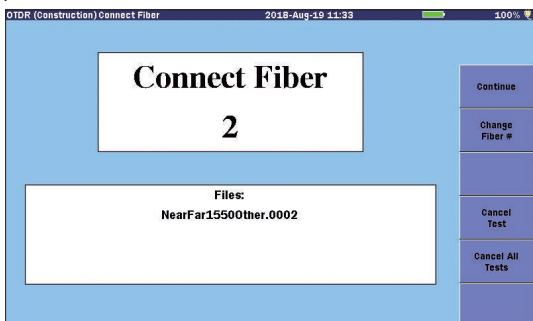 OTDR (Construction) Connect Fiber 2018-Aug-19 11:33 100%
Connect Fiber
2
Files:
NearFar1550Other.0002
Continue
Change
Fiber #
Cancel
Test
Cancel All
Tests